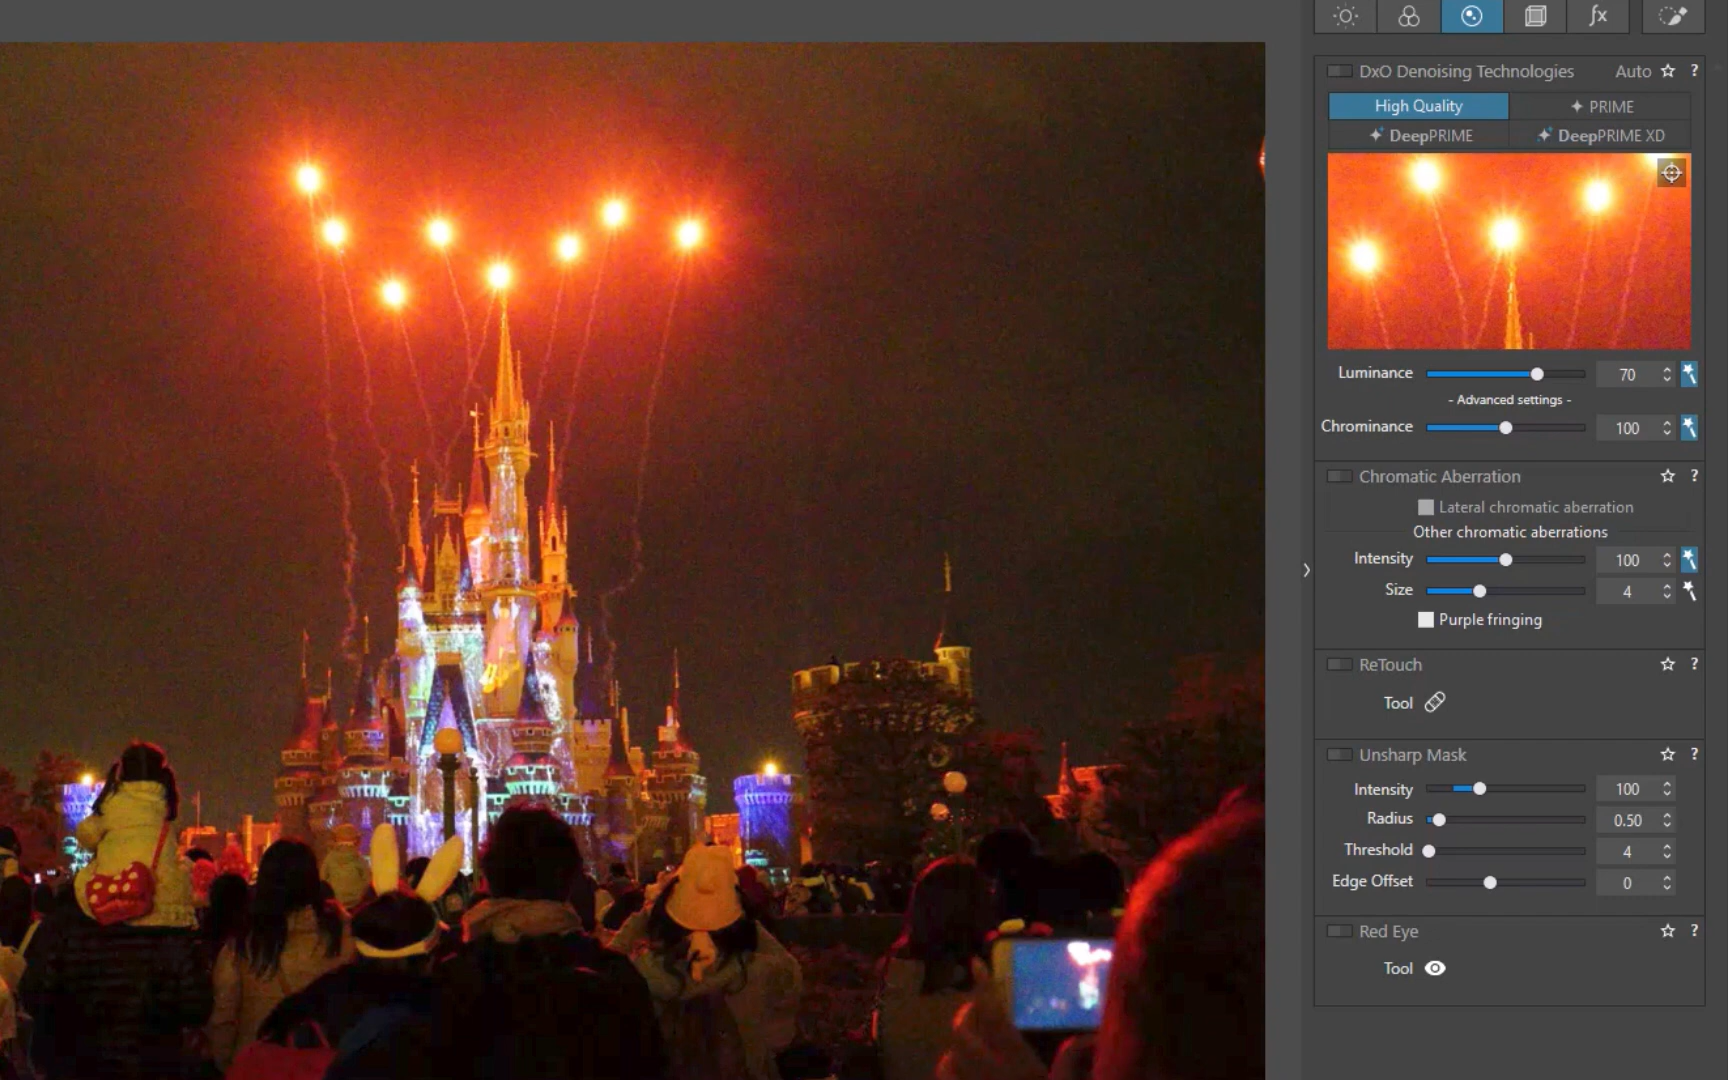 fx
DxO Denoising Technologies Auto ?
High Quality PRIME
DeepPRIME DeepPRIME XD
Luminance 70
- Advanced settings -
Chrominance 100
Chromatic Aberration ?
Lateral chromatic aberration
Other chromatic aberrations
Intensity 100
Size 4
Purple fringing
ReTouch ?
Tool
Unsharp Mask ?
Intensity 100
Radius 0.50
Threshold 4
Edge Offset 0
Red Eye ?
Tool